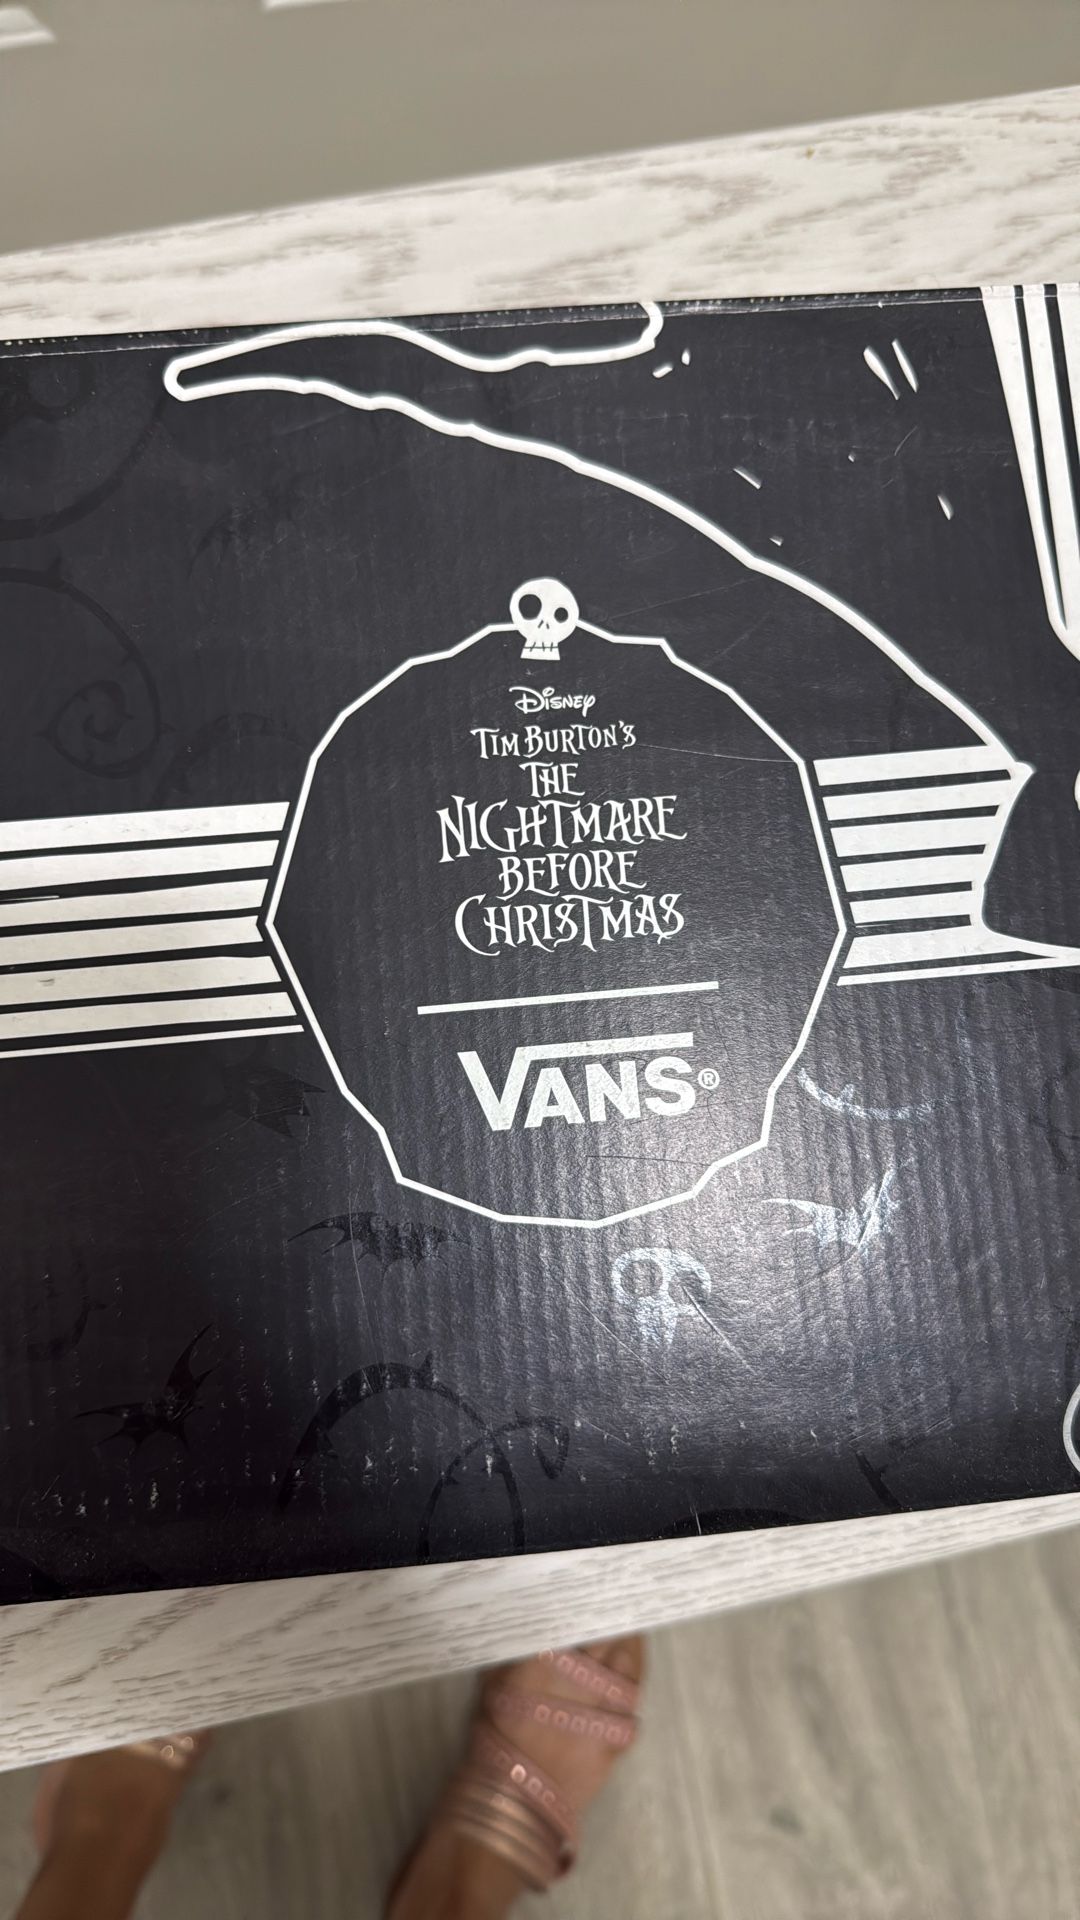 Disney
Tim Burton's
The
Nightmare
Before
Christmas
VANS®